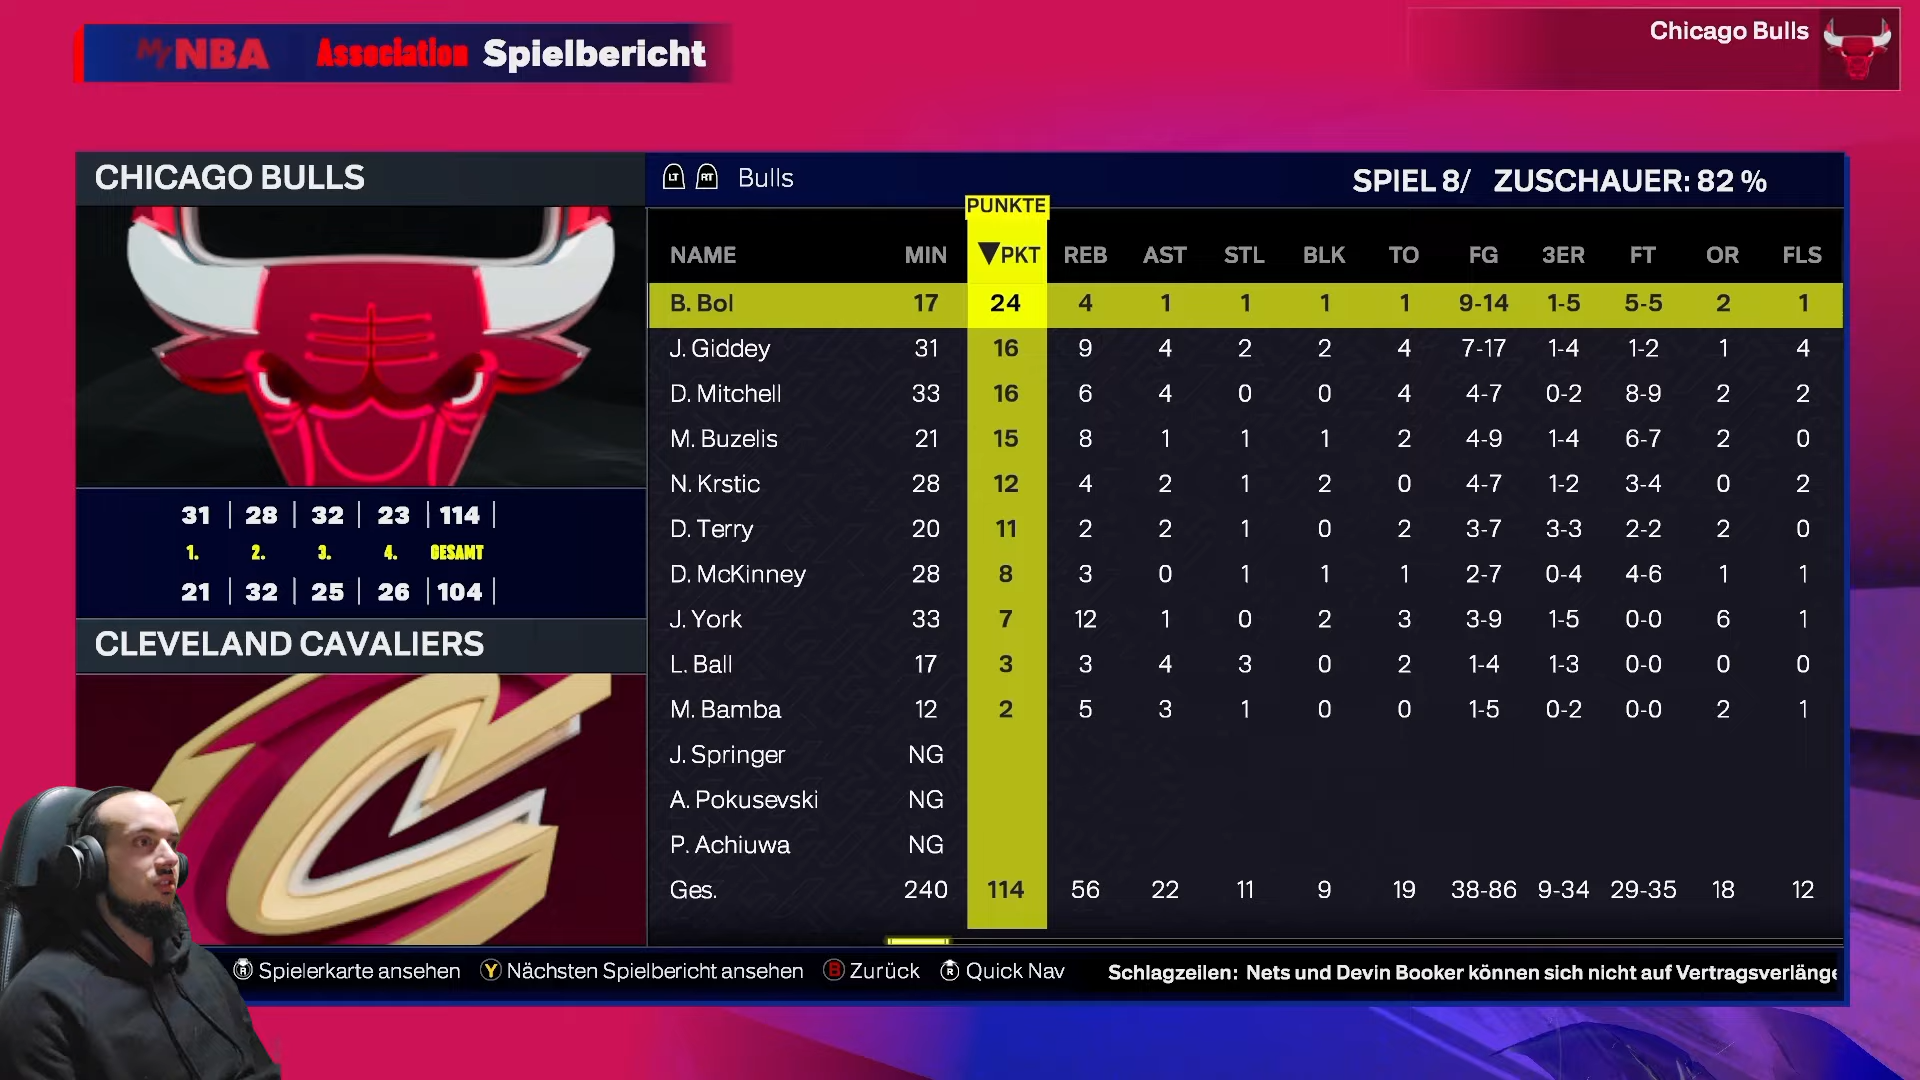 MyNBA Association Spielbericht
Chicago Bulls
CHICAGO BULLS
31 | 28 | 32 | 23 | 114 |
1. 2. 3. 4. GESAMT
21 | 32 | 25 | 26 | 104 |
CLEVELAND CAVALIERS
LT RT Bulls SPIEL 8/ ZUSCHAUER: 82 %
PUNKTE
NAME MIN ▼PKT REB AST STL BLK TO FG 3ER FT OR FLS
B. Bol 17 24 4 1 1 1 1 9-14 1-5 5-5 2 1
J. Giddey 31 16 9 4 2 2 4 7-17 1-4 1-2 1 4
D. Mitchell 33 16 6 4 0 0 4 4-7 0-2 8-9 2 2
M. Buzelis 21 15 8 1 1 1 2 4-9 1-4 6-7 2 0
N. Krstic 28 12 4 2 1 2 0 4-7 1-2 3-4 0 2
D. Terry 20 11 2 2 1 0 2 3-7 3-3 2-2 2 0
D. McKinney 28 8 3 0 1 1 1 2-7 0-4 4-6 1 1
J. York 33 7 12 1 0 2 3 3-9 1-5 0-0 6 1
L. Ball 17 3 3 4 3 0 2 1-4 1-3 0-0 0 0
M. Bamba 12 2 5 3 1 0 0 1-5 0-2 0-0 2 1
J. Springer NG
A. Pokusevski NG
P. Achiuwa NG
Ges. 240 114 56 22 11 9 19 38-86 9-34 29-35 18 12
R Spielerkarte ansehen Y Nächsten Spielbericht ansehen B Zurück R Quick Nav Schlagzeilen: Nets und Devin Booker können sich nicht auf Vertragsverlänge